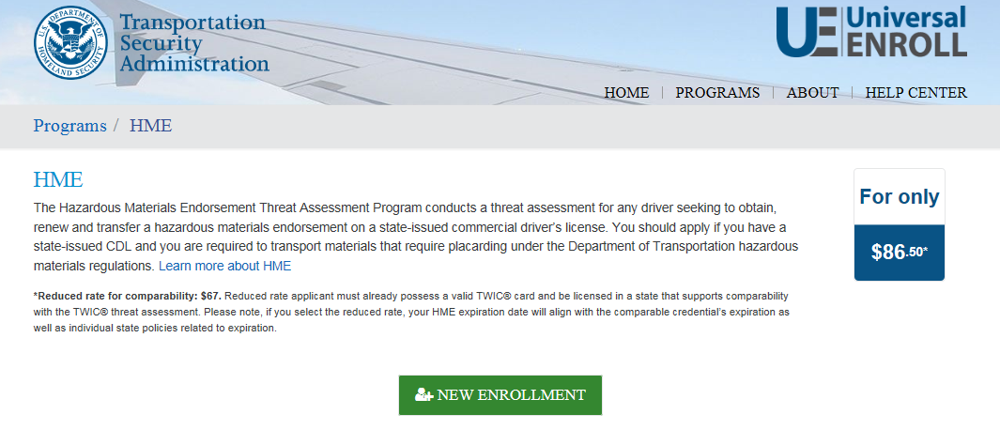 U.S. DEPARTMENT OF
HOMELAND SECURITY
Transportation
Security
Administration
UE Universal
ENROLL
HOME | PROGRAMS | ABOUT | HELP CENTER
Programs / HME
HME
The Hazardous Materials Endorsement Threat Assessment Program conducts a threat assessment for any driver seeking to obtain,
renew and transfer a hazardous materials endorsement on a state-issued commercial driver's license. You should apply if you have a
state-issued CDL and you are required to transport materials that require placarding under the Department of Transportation hazardous
materials regulations. Learn more about HME
*Reduced rate for comparability: $67. Reduced rate applicant must already possess a valid TWIC® card and be licensed in a state that supports comparability
with the TWIC® threat assessment. Please note, if you select the reduced rate, your HME expiration date will align with the comparable credential's expiration as
well as individual state policies related to expiration.
For only
$86.50*
NEW ENROLLMENT